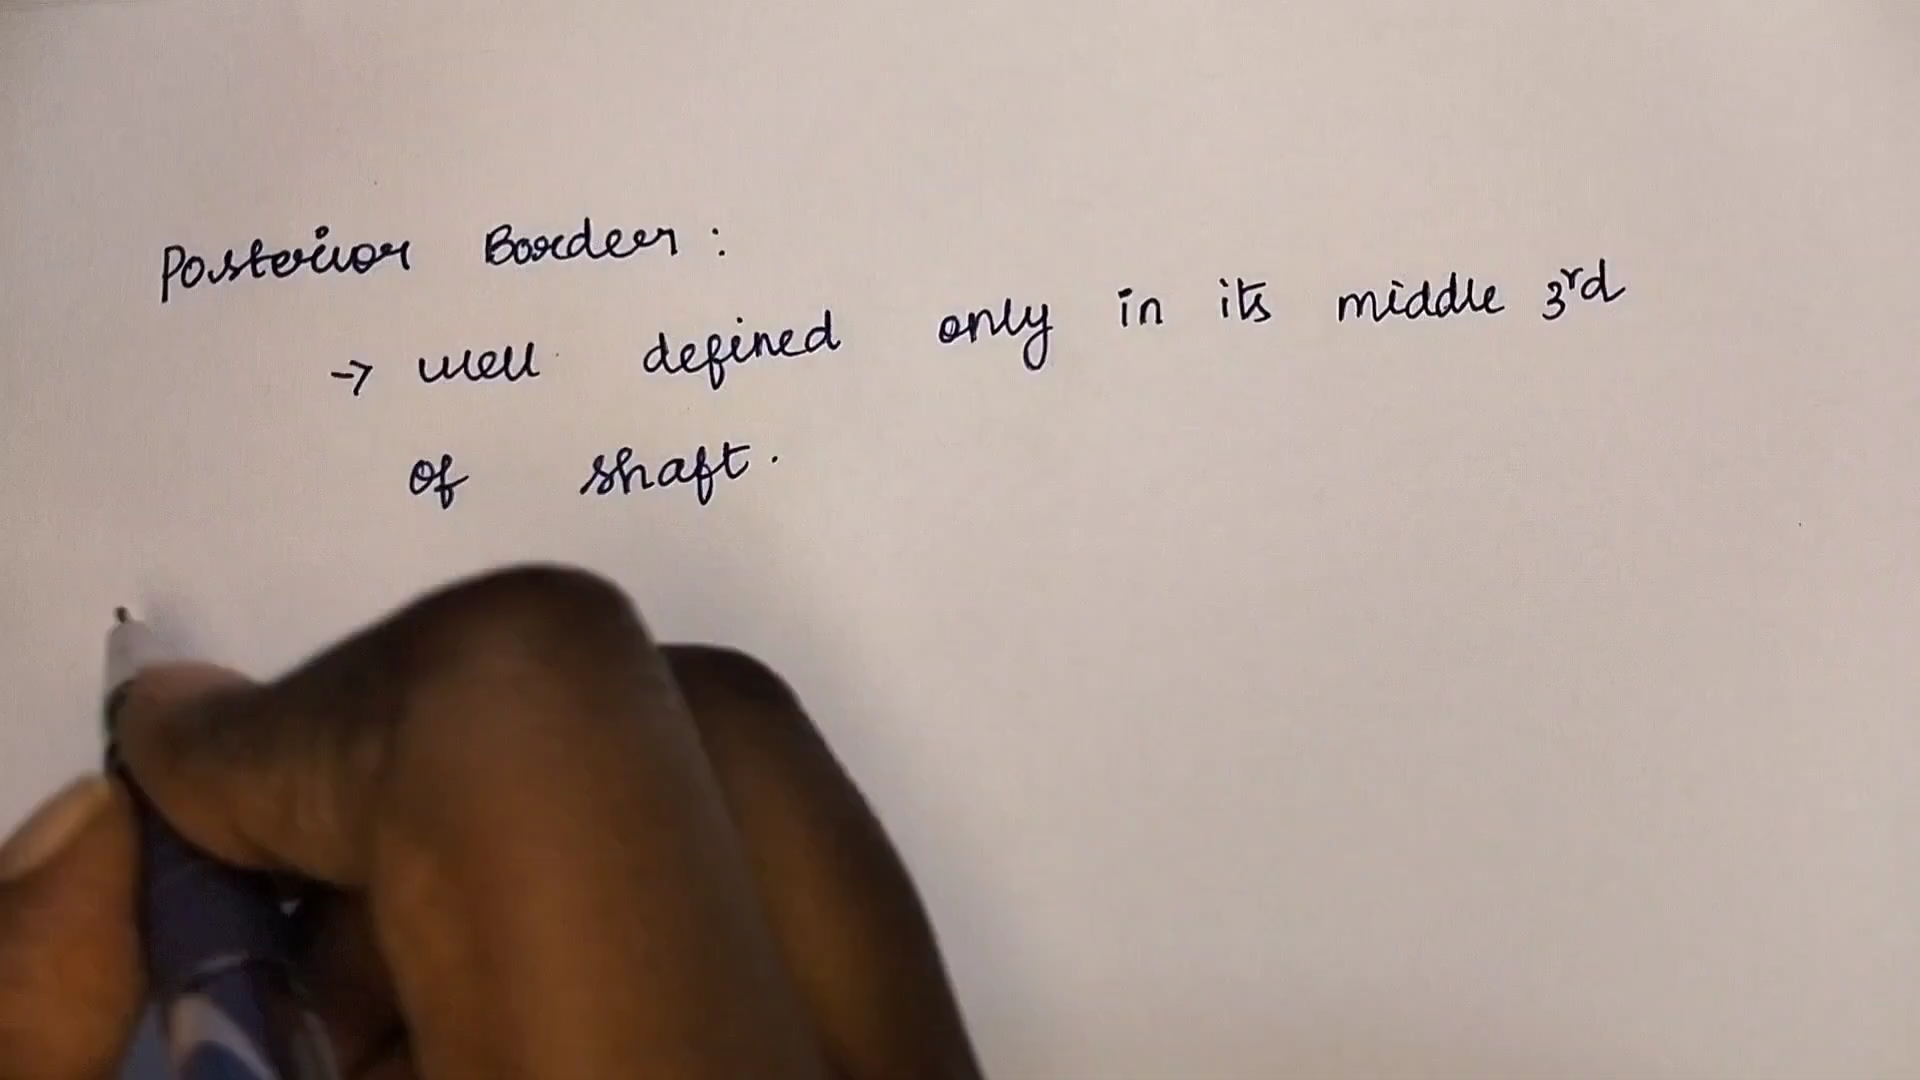 Posterior Border :
→ well defined only in its middle 3rd
of shaft.